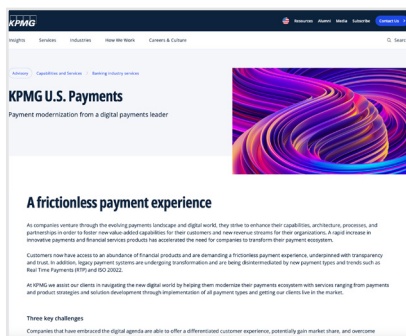 KPMG
Resources Alumni Media Subscribe Contact Us
Insights Services Industries How We Work Careers & Culture
Searc
Advisory Capabilities and Services / Banking industry services
KPMG U.S. Payments
Payment modernization from a digital payments leader
A frictionless payment experience
As companies venture through the evolving payments landscape and digital world, they strive to enhance their capabilities, architecture, processes, and
partnerships in order to foster new value-added capabilities for their customers and new revenue streams for their organizations. A rapid increase in
innovative payments and financial services products has accelerated the need for companies to transform their payment ecosystem.
Customers now have access to an abundance of financial products and are demanding a frictionless payment experience, underpinned with transparency
and trust. In addition, legacy payment systems are undergoing transformation and are being disintermediated by new payment types and trends such as
Real Time Payments (RTP) and ISO 20022.
At KPMG we assist our clients in navigating the new digital world by helping them modernize their payments ecosystem with services ranging from payments
and product strategies and solution development through implementation of all payment types and getting our clients live in the market.
Three key challenges
Companies that have embraced the digital agenda are able to offer a differentiated customer experience, potentially gain market share, and overcome